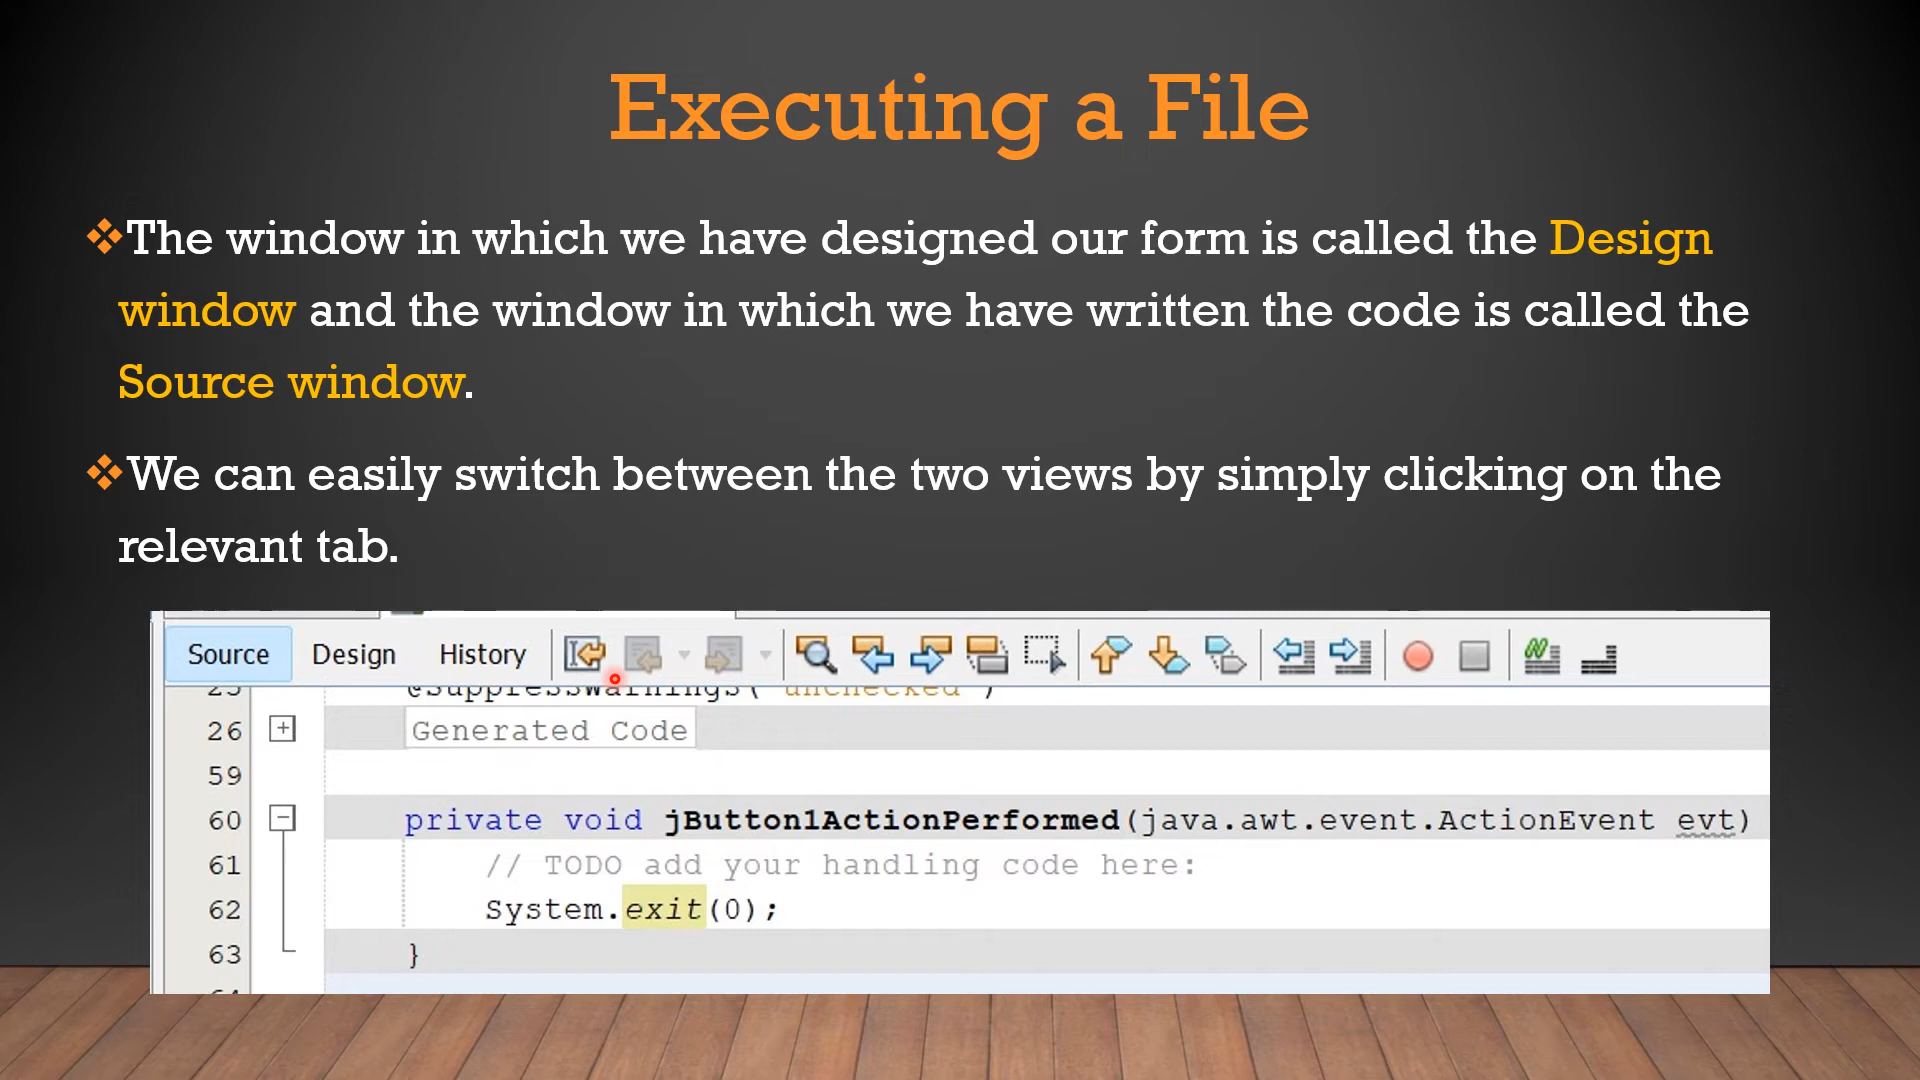 Executing a File
❖The window in which we have designed our form is called the Design
window and the window in which we have written the code is called the
Source window.
❖We can easily switch between the two views by simply clicking on the
relevant tab.
Source Design History
@SuppressWarnings("unchecked")
26 Generated Code
59
60 private void jButton1ActionPerformed(java.awt.event.ActionEvent evt)
61 // TODO add your handling code here:
62 System.exit(0);
63 }